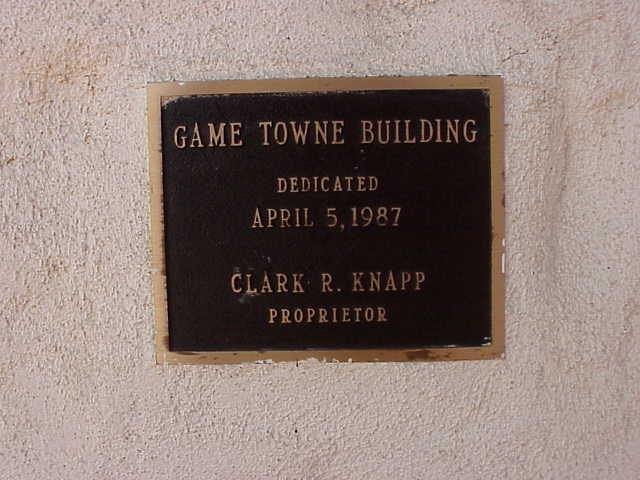 GAME TOWNE BUILDING
DEDICATED
APRIL 5, 1987
CLARK R. KNAPP
PROPRIETOR